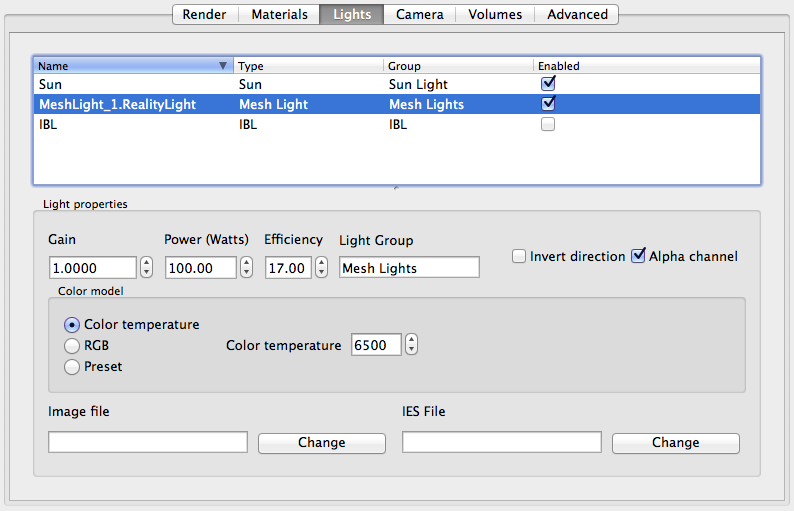 Render Materials Lights Camera Volumes Advanced
Name Type Group Enabled
Sun Sun Sun Light
MeshLight_1.RealityLight Mesh Light Mesh Lights
IBL IBL IBL
Light properties
Gain Power (Watts) Efficiency Light Group
1.0000 100.00 17.00 Mesh Lights Invert direction Alpha channel
Color model
Color temperature
RGB Color temperature 6500
Preset
Image file IES File
Change Change